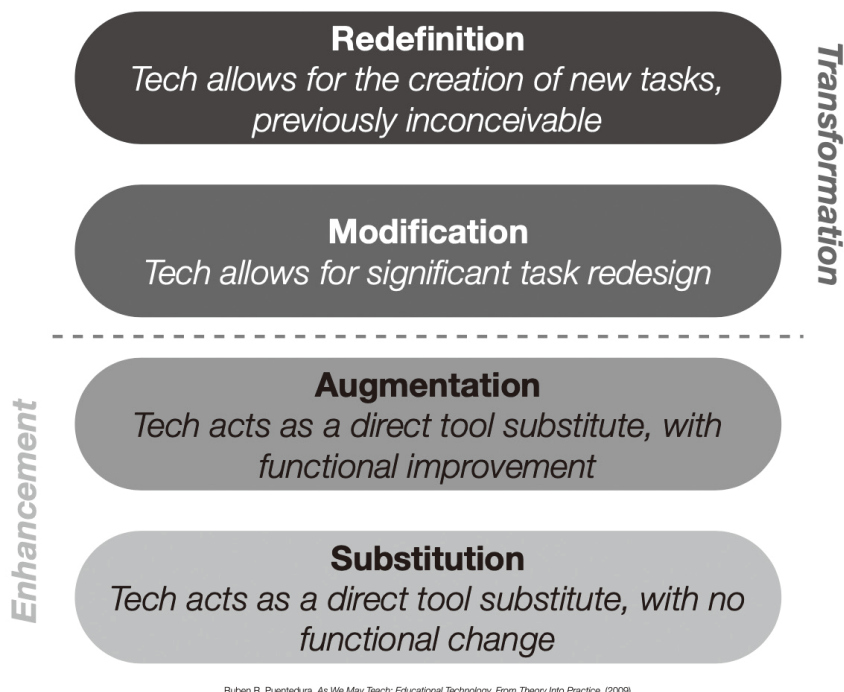 Redefinition
Tech allows for the creation of new tasks,
previously inconceivable
Transformation
Modification
Tech allows for significant task redesign
Augmentation
Tech acts as a direct tool substitute, with
functional improvement
Enhancement
Substitution
Tech acts as a direct tool substitute, with no
functional change
Ruben R. Puentedura, As We May Teach: Educational Technology, From Theory Into Practice. (2009)